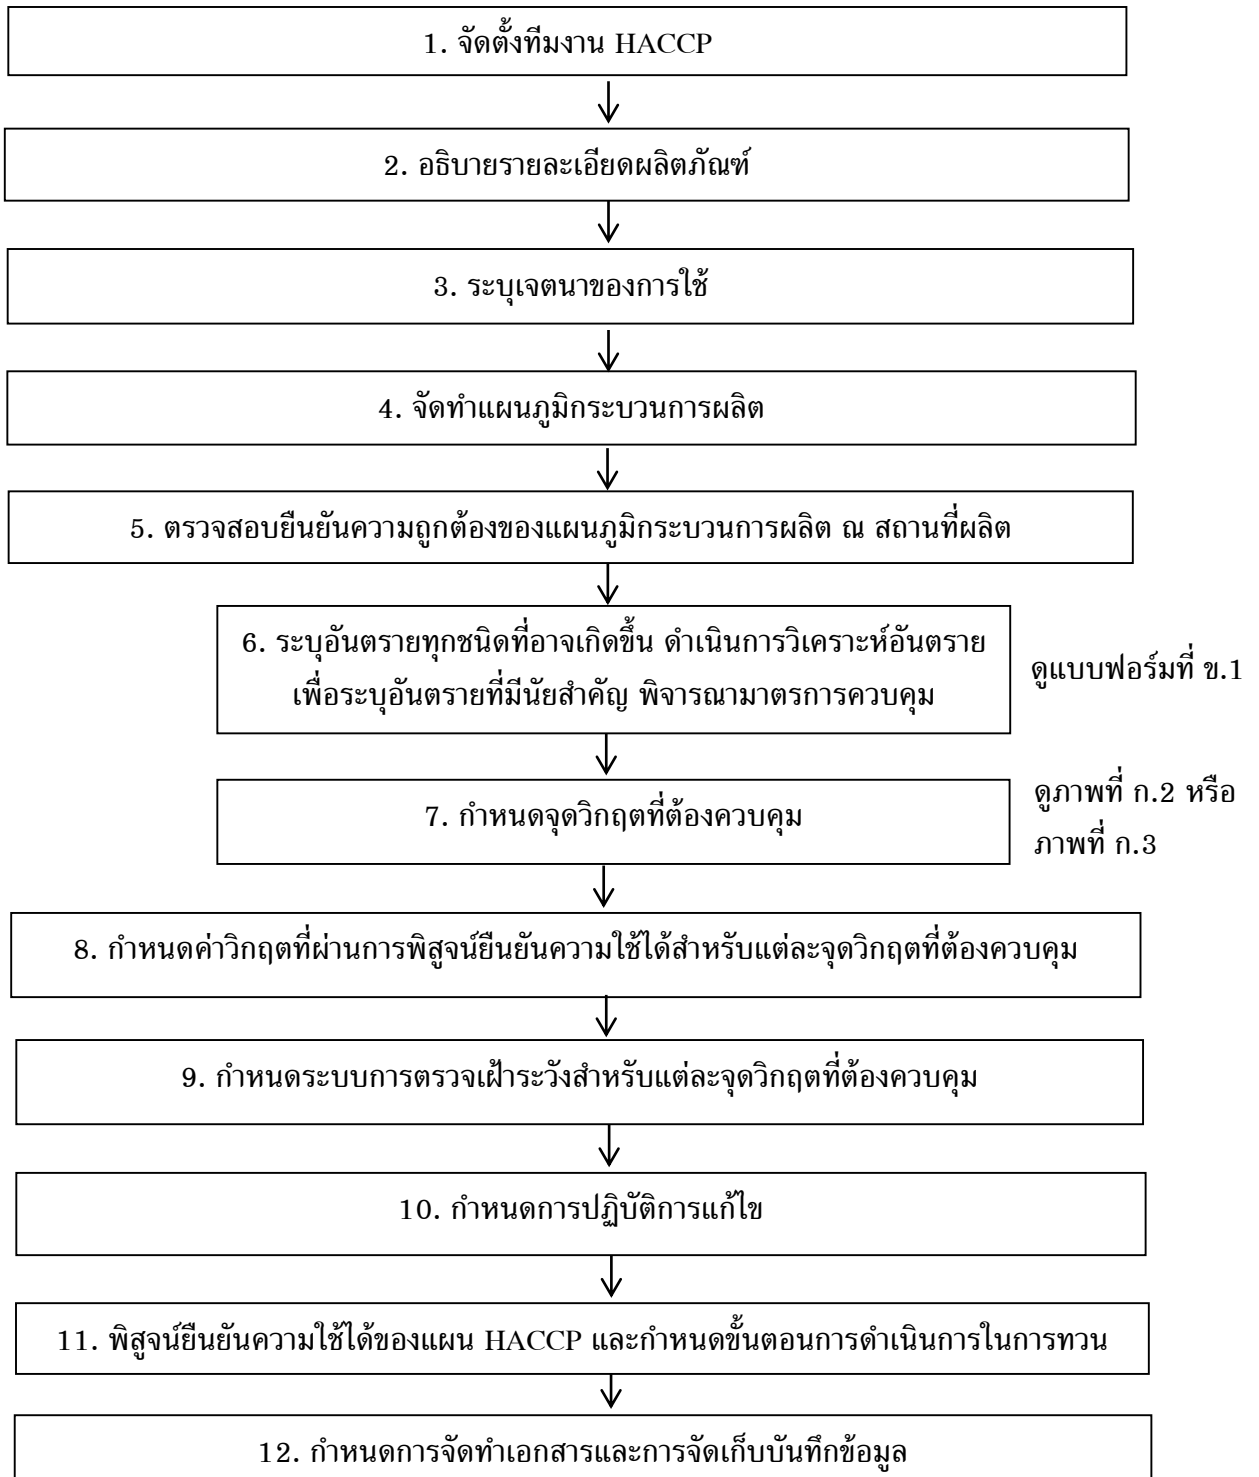 1. จัดตั้งทีมงาน HACCP
2. อธิบายรายละเอียดผลิตภัณฑ์
3. ระบุเจตนาของการใช้
4. จัดทำแผนภูมิกระบวนการผลิต
5. ตรวจสอบยืนยันความถูกต้องของแผนภูมิกระบวนการผลิต ณ สถานที่ผลิต
6. ระบุอันตรายทุกชนิดที่อาจเกิดขึ้น ดำเนินการวิเคราะห์อันตราย
เพื่อระบุอันตรายที่มีนัยสำคัญ พิจารณามาตรการควบคุม
ดูแบบฟอร์มที่ ข.1
7. กำหนดจุดวิกฤตที่ต้องควบคุม
ดูภาพที่ ก.2 หรือ
ภาพที่ ก.3
8. กำหนดค่าวิกฤตที่ผ่านการพิสูจน์ยืนยันความใช้ได้สำหรับแต่ละจุดวิกฤตที่ต้องควบคุม
9. กำหนดระบบการตรวจเฝ้าระวังสำหรับแต่ละจุดวิกฤตที่ต้องควบคุม
10. กำหนดการปฏิบัติการแก้ไข
11. พิสูจน์ยืนยันความใช้ได้ของแผน HACCP และกำหนดขั้นตอนการดำเนินการในการทวน
12. กำหนดการจัดทำเอกสารและการจัดเก็บบันทึกข้อมูล